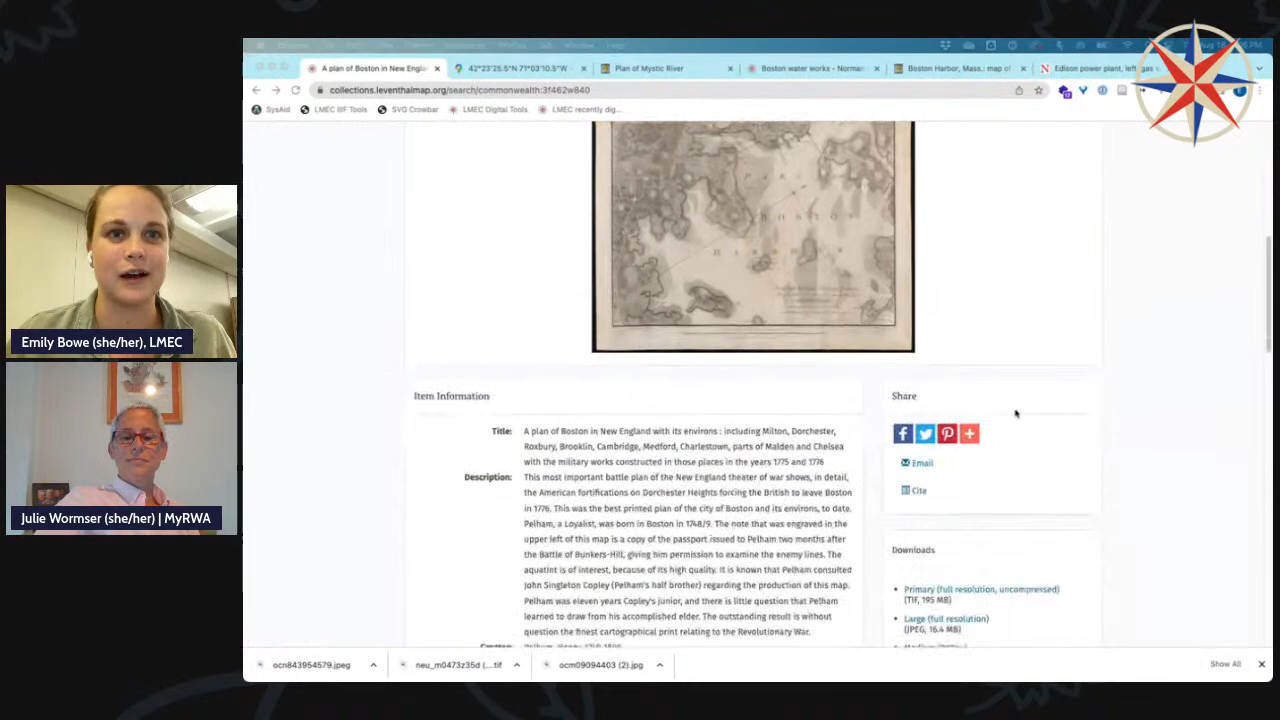 A plan of Boston in New Engla
42°23'25.5"N 71°03'10.5"W -
Plan of Mystic River
Boston water works - Norman
Boston Harbor, Mass.: map of
Edison power plant, left, gas
collections.leventhalmap.org/search/commonwealth:3f462w840
SysAid
LMEC IIIF Tools
SVG Crowbar
LMEC Digital Tools
LMEC recently dig...
BOSTON
Item Information
Title: A plan of Boston in New England with its environs : including Milton, Dorchester,
Roxbury, Brooklin, Cambridge, Medford, Charlestown, parts of Malden and Chelsea
with the military works constructed in those places in the years 1775 and 1776
Description: This most important battle plan of the New England theater of war shows, in detail,
the American fortifications on Dorchester Heights forcing the British to leave Boston
in 1776. This was the best printed plan of the city of Boston and its environs, to date.
Pelham, a Loyalist, was born in Boston in 1748/9. The note that was engraved in the
upper left of this map is a copy of the passport issued to Pelham two months after
the Battle of Bunkers-Hill, giving him permission to examine the enemy lines. The
aquatint is of interest, because of its high quality. It is known that Pelham consulted
John Singleton Copley (Pelham's half brother) regarding the production of this map.
Pelham was eleven years Copley's junior, and there is little question that Pelham
learned to draw from his accomplished elder. The outstanding result is without
question the finest cartographical print relating to the Revolutionary War.
Share
Email
Cite
Downloads
Primary (full resolution, uncompressed)
(TIF, 195 MB)
Large (full resolution)
(JPEG, 16.4 MB)
ocn843954579.jpeg
neu_m0473z35d (....tif
ocm09094403 (2).jpg
Show All
Emily Bowe (she/her), LMEC
Julie Wormser (she/her) | MyRWA